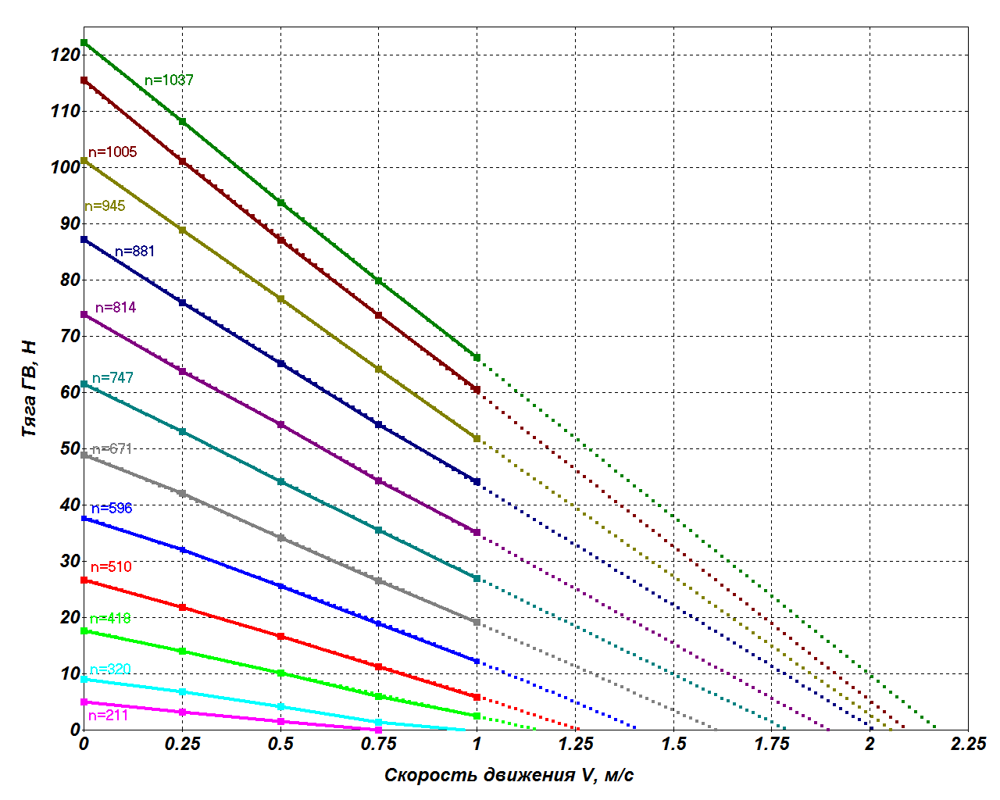 120
n=1037
110
n=1005
100
n=945
90
n=881
80
n=814
70
Тяга ГВ, Н
n=747
60
n=671
50
n=596
40
n=510
30
n=418
20
n=320
10
n=211
0
0 0.25 0.5 0.75 1 1.25 1.5 1.75 2 2.25
Скорость движения V, м/с